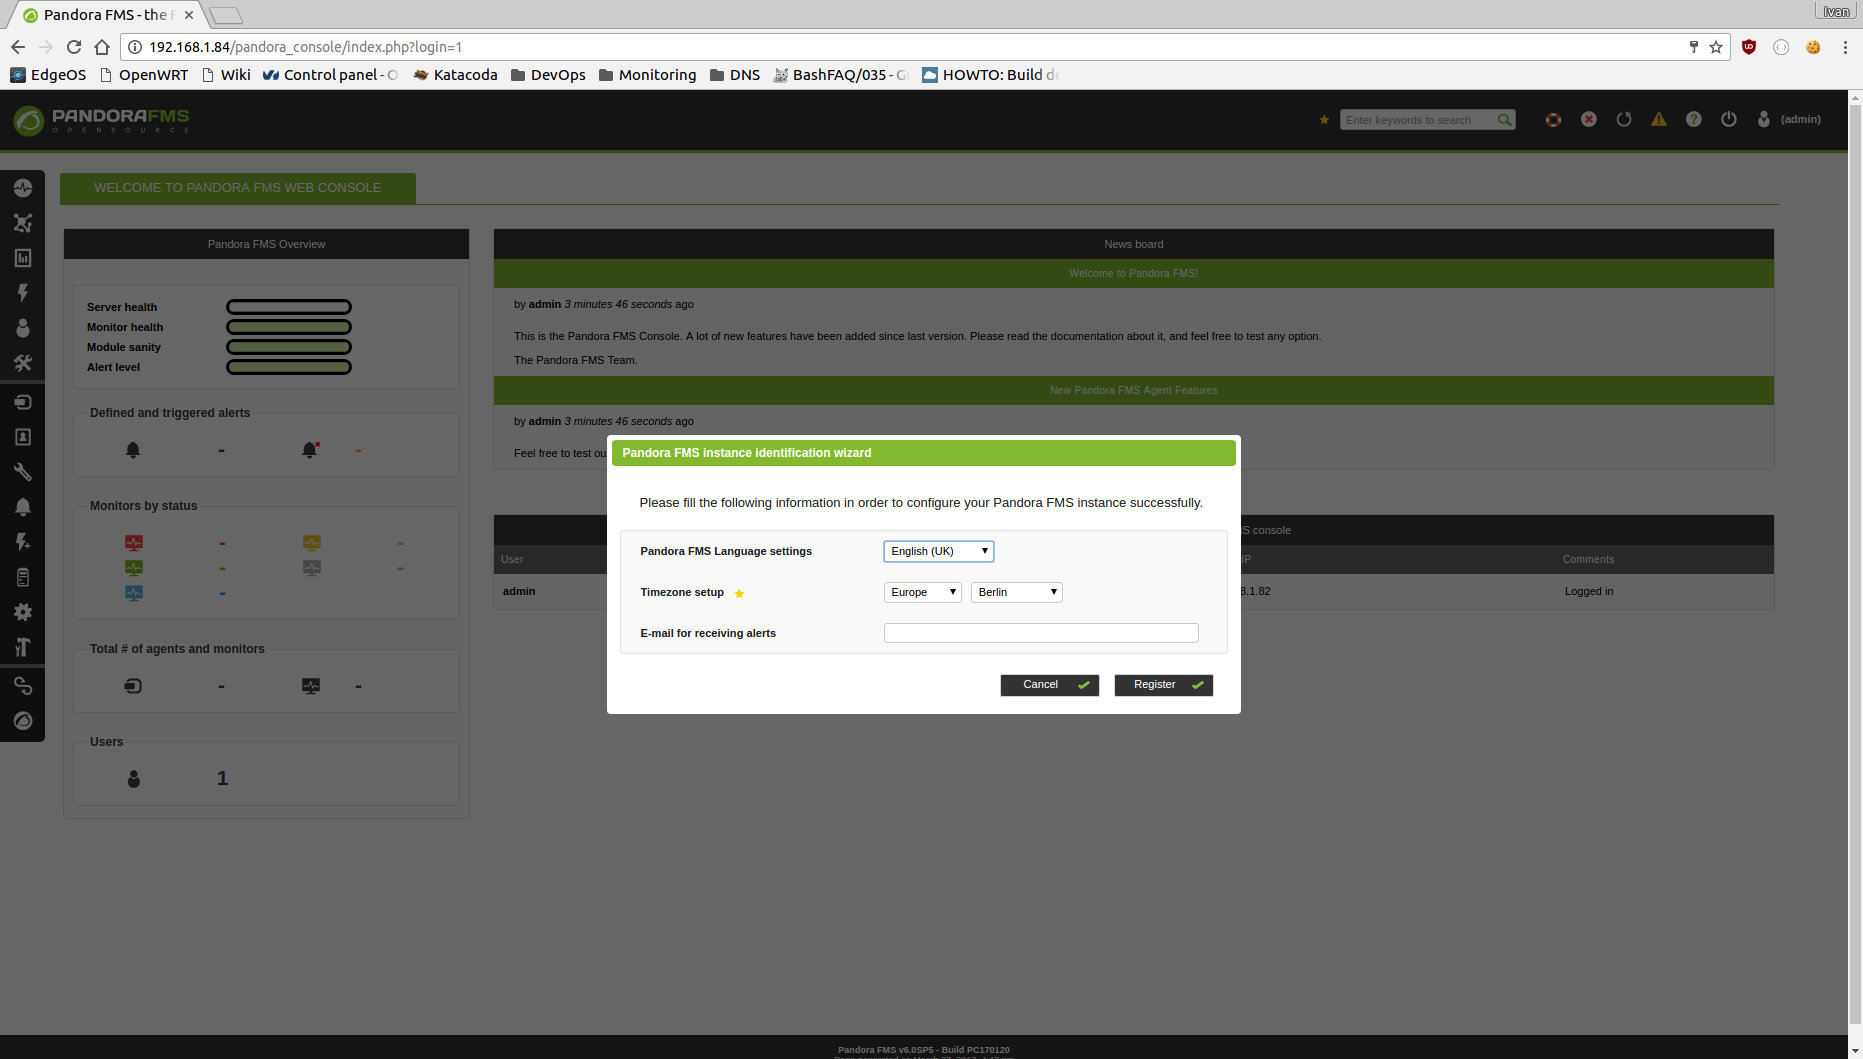 Pandora FMS - the F
Ivan
192.168.1.84/pandora_console/index.php?login=1
EdgeOS OpenWRT Wiki Control panel - O Katacoda DevOps Monitoring DNS BashFAQ/035 - G HOWTO: Build de
PANDORAFMS
OPENSOURCE
Enter keywords to search
(admin)
WELCOME TO PANDORA FMS WEB CONSOLE
Pandora FMS Overview
Server health
Monitor health
Module sanity
Alert level
Defined and triggered alerts
- -
Monitors by status
- -
- -
-
Total # of agents and monitors
- -
Users
1
News board
Welcome to Pandora FMS!
by admin 3 minutes 46 seconds ago
This is the Pandora FMS Console. A lot of new features have been added since last version. Please read the documentation about it, and feel free to test any option.
The Pandora FMS Team.
New Pandora FMS Agent Features
by admin 3 minutes 46 seconds ago
Feel free to test ou
Pandora FMS instance identification wizard
Please fill the following information in order to configure your Pandora FMS instance successfully.
Pandora FMS Language settings English (UK)
Timezone setup Europe Berlin
E-mail for receiving alerts
Cancel Register
S console
User IP Comments
admin 8.1.82 Logged in
Pandora FMS v6.0SP5 - Build PC170120